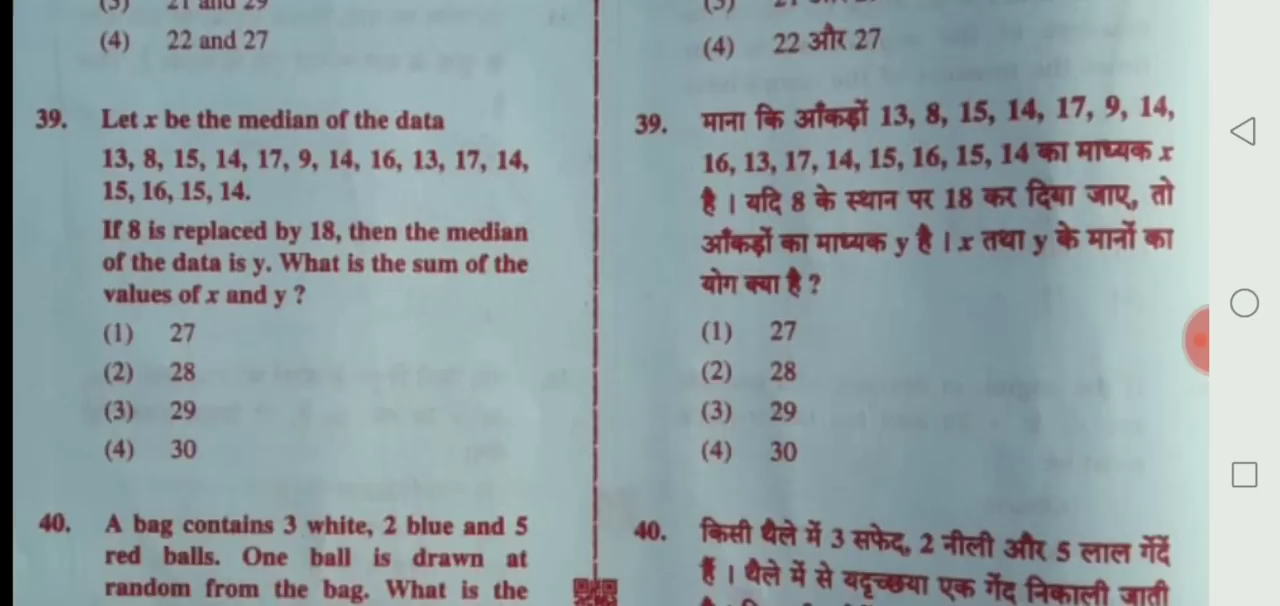 (4) 22 and 27
39. Let x be the median of the data
13, 8, 15, 14, 17, 9, 14, 16, 13, 17, 14,
15, 16, 15, 14.
If 8 is replaced by 18, then the median
of the data is y. What is the sum of the
values of x and y ?
(1) 27
(2) 28
(3) 29
(4) 30
40. A bag contains 3 white, 2 blue and 5
red balls. One ball is drawn at
random from the bag. What is the
(4) 22 और 27
39. माना कि आँकड़ों 13, 8, 15, 14, 17, 9, 14,
16, 13, 17, 14, 15, 16, 15, 14 का माध्यक x
है । यदि 8 के स्थान पर 18 कर दिया जाए, तो
आँकड़ों का माध्यक y है । x तथा y के मानों का
योग क्या है ?
(1) 27
(2) 28
(3) 29
(4) 30
40. किसी थैले में 3 सफेद, 2 नीली और 5 लाल गेंदें
हैं । थैले में से यदृच्छया एक गेंद निकाली जाती